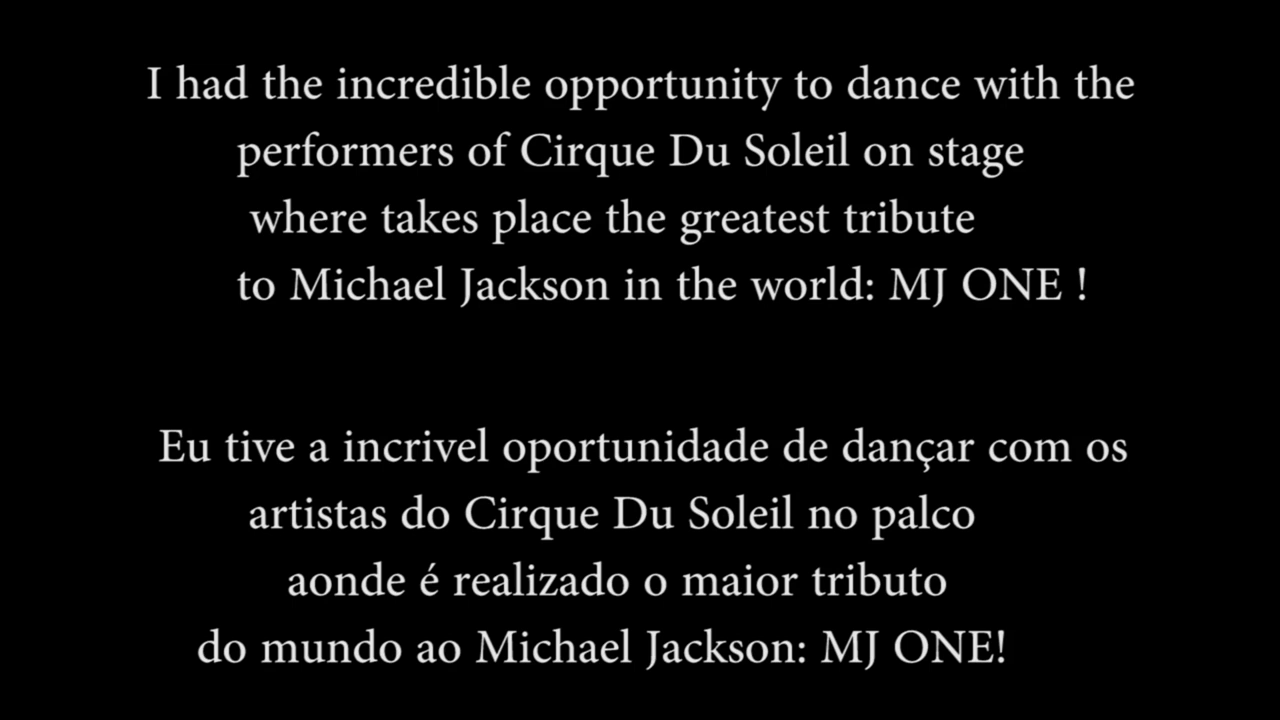 I had the incredible opportunity to dance with the
performers of Cirque Du Soleil on stage
where takes place the greatest tribute
to Michael Jackson in the world: MJ ONE !
Eu tive a incrivel oportunidade de dançar com os
artistas do Cirque Du Soleil no palco
aonde é realizado o maior tributo
do mundo ao Michael Jackson: MJ ONE!